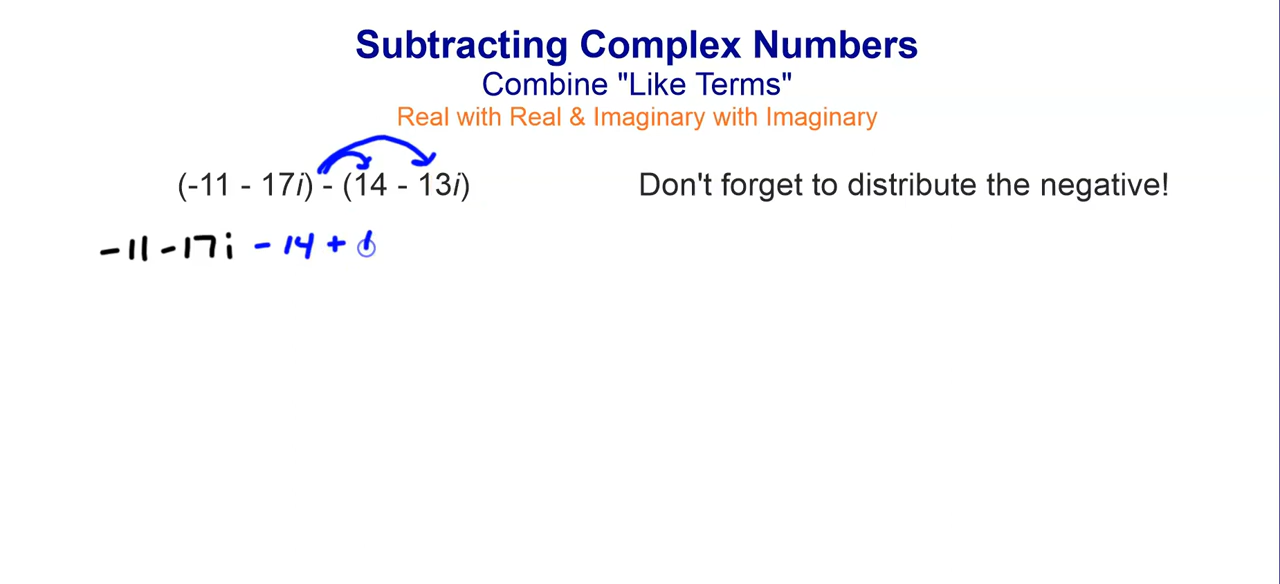 Subtracting Complex Numbers
Combine "Like Terms"
Real with Real & Imaginary with Imaginary
(-11 - 17i) - (14 - 13i)
Don't forget to distribute the negative!
-11 -17i - 14 +